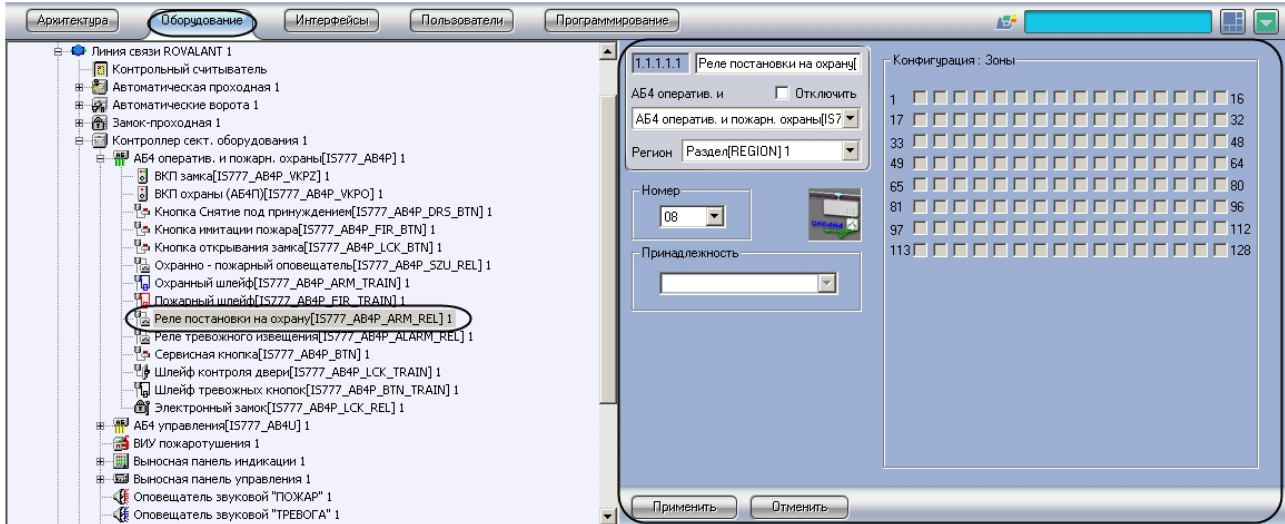 Архитектура Оборудование Интерфейсы Пользователи Программирование
Линия связи ROVALANT 1
Контрольный считыватель
Автоматическая проходная 1
Автоматические ворота 1
Замок-проходная 1
Контроллер сект. оборудования 1
АБ4 оператив. и пожарн. охраны[IS777_AB4P] 1
ВКП замка[IS777_AB4P_VKPZ] 1
ВКП охраны (АБ4П)[IS777_AB4P_VKPO] 1
Кнопка Снятие под принуждением[IS777_AB4P_DRS_BTN] 1
Кнопка имитации пожара[IS777_AB4P_FIR_BTN] 1
Кнопка открывания замка[IS777_AB4P_LCK_BTN] 1
Охранно - пожарный оповещатель[IS777_AB4P_SZU_REL] 1
Охранный шлейф[IS777_AB4P_ARM_TRAIN] 1
Пожарный шлейф[IS777_AB4P_FIR_TRAIN] 1
Реле постановки на охрану[IS777_AB4P_ARM_REL] 1
Реле тревожного извещения[IS777_AB4P_ALARM_REL] 1
Сервисная кнопка[IS777_AB4P_BTN] 1
Шлейф контроля двери[IS777_AB4P_LCK_TRAIN] 1
Шлейф тревожных кнопок[IS777_AB4P_BTN_TRAIN] 1
Электронный замок[IS777_AB4P_LCK_REL] 1
АБ4 управления[IS777_AB4U] 1
ВИУ пожаротушения 1
Выносная панель индикации 1
Выносная панель управления 1
Оповещатель звуковой "ПОЖАР" 1
Оповещатель звуковой "ТРЕВОГА" 1
1.1.1.1.1 Реле постановки на охрану[
АБ4 оператив. и Отключить
АБ4 оператив. и пожарн. охраны[IS7
Регион Раздел[REGION] 1
Номер
08
ОХРАНА
Принадлежность
Конфигурация : Зоны
1 16
17 32
33 48
49 64
65 80
81 96
97 112
113 128
Применить Отменить